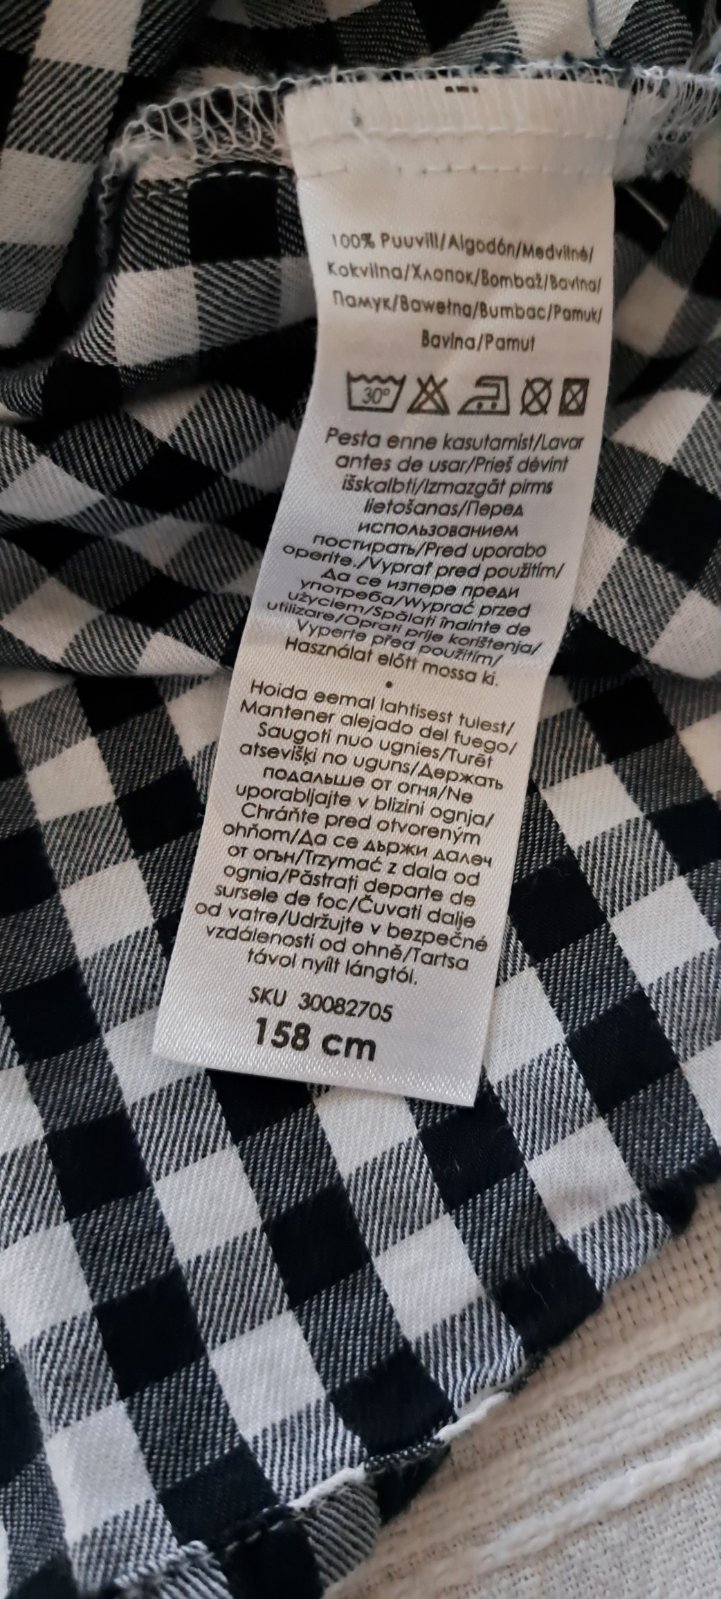 100% Puuvill/Algodón/Medvilnė/
Kokvilna/Хлопок/Bombaž/Bavlna/
Памук/Bawełna/Bumbac/Pamuk/
Bavlna/Pamut
30°
Pesta enne kasutamist/Lavar
antes de usar/Prieš dėvint
išskalbti/Izmazgāt pirms
lietošanas/Перед
использованием
постирать/Pred uporabo
operite./Vyprať pred použitím/
Да се изпере преди
употреба/Wyprać przed
użyciem/Spălați înainte de
utilizare/Oprati prije korištenja/
Vyperte před použitím/
Használat előtt mossa ki.
•
Hoida eemal lahtisest tulest/
Mantener alejado del fuego/
Saugoti nuo ugnies/Turēt
atsevišķi no uguns/Держать
подальше от огня/Ne
uporabljajte v blizini ognja/
Chráňte pred otvoreným
ohňom/Да се държи далеч
от огън/Trzymać z dala od
ognia/Păstrați departe de
sursele de foc/Čuvati dalje
od vatre/Udržujte v bezpečné
vzdálenosti od ohně/Tartsa
távol nyílt lángtól.
SKU 30082705
158 cm